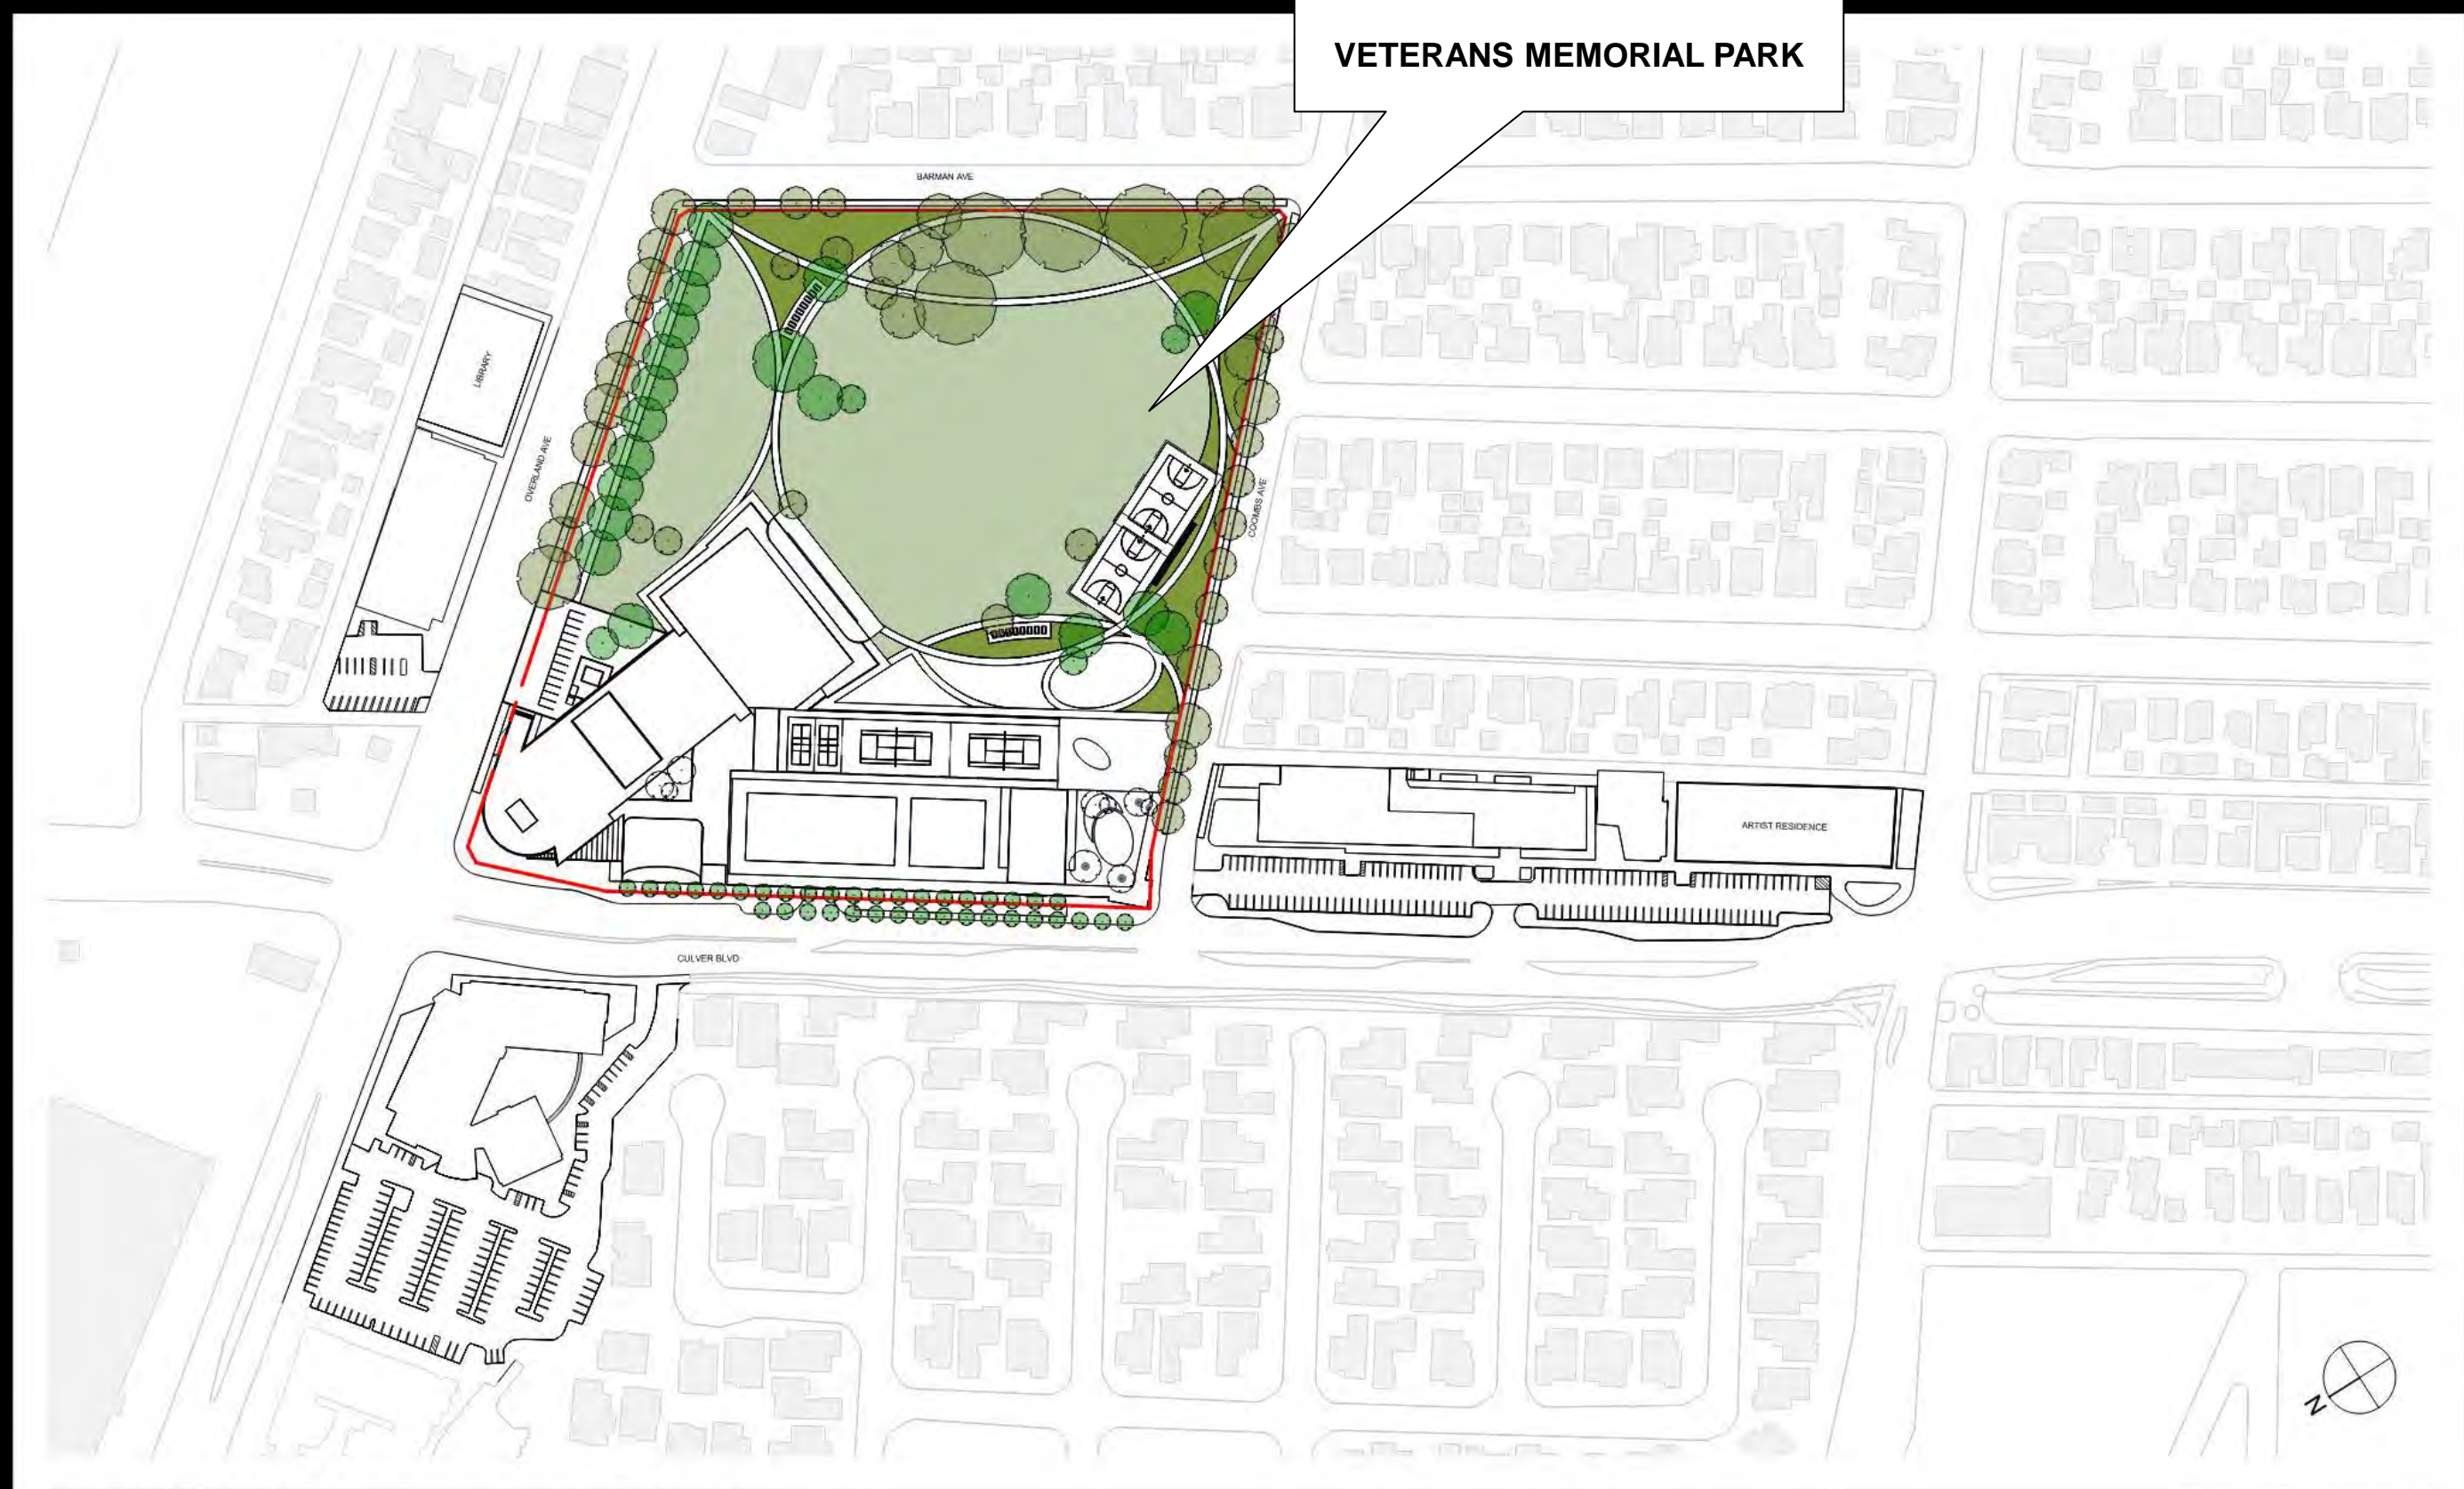 VETERANS MEMORIAL PARK
BARMAN AVE
LIBRARY
OVERLAND AVE
COOMBS AVE
ARTIST RESIDENCE
CULVER BLVD
N